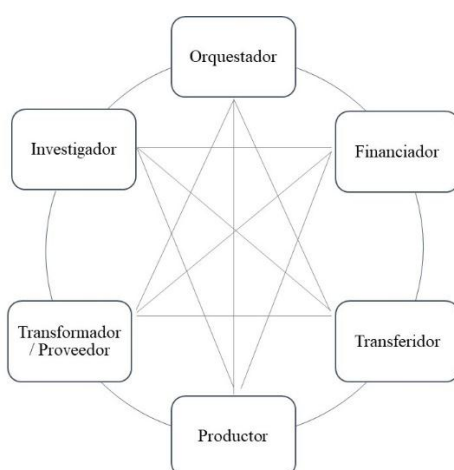 Orquestador
Investigador
Financiador
Transformador
/ Proveedor
Transferidor
Productor